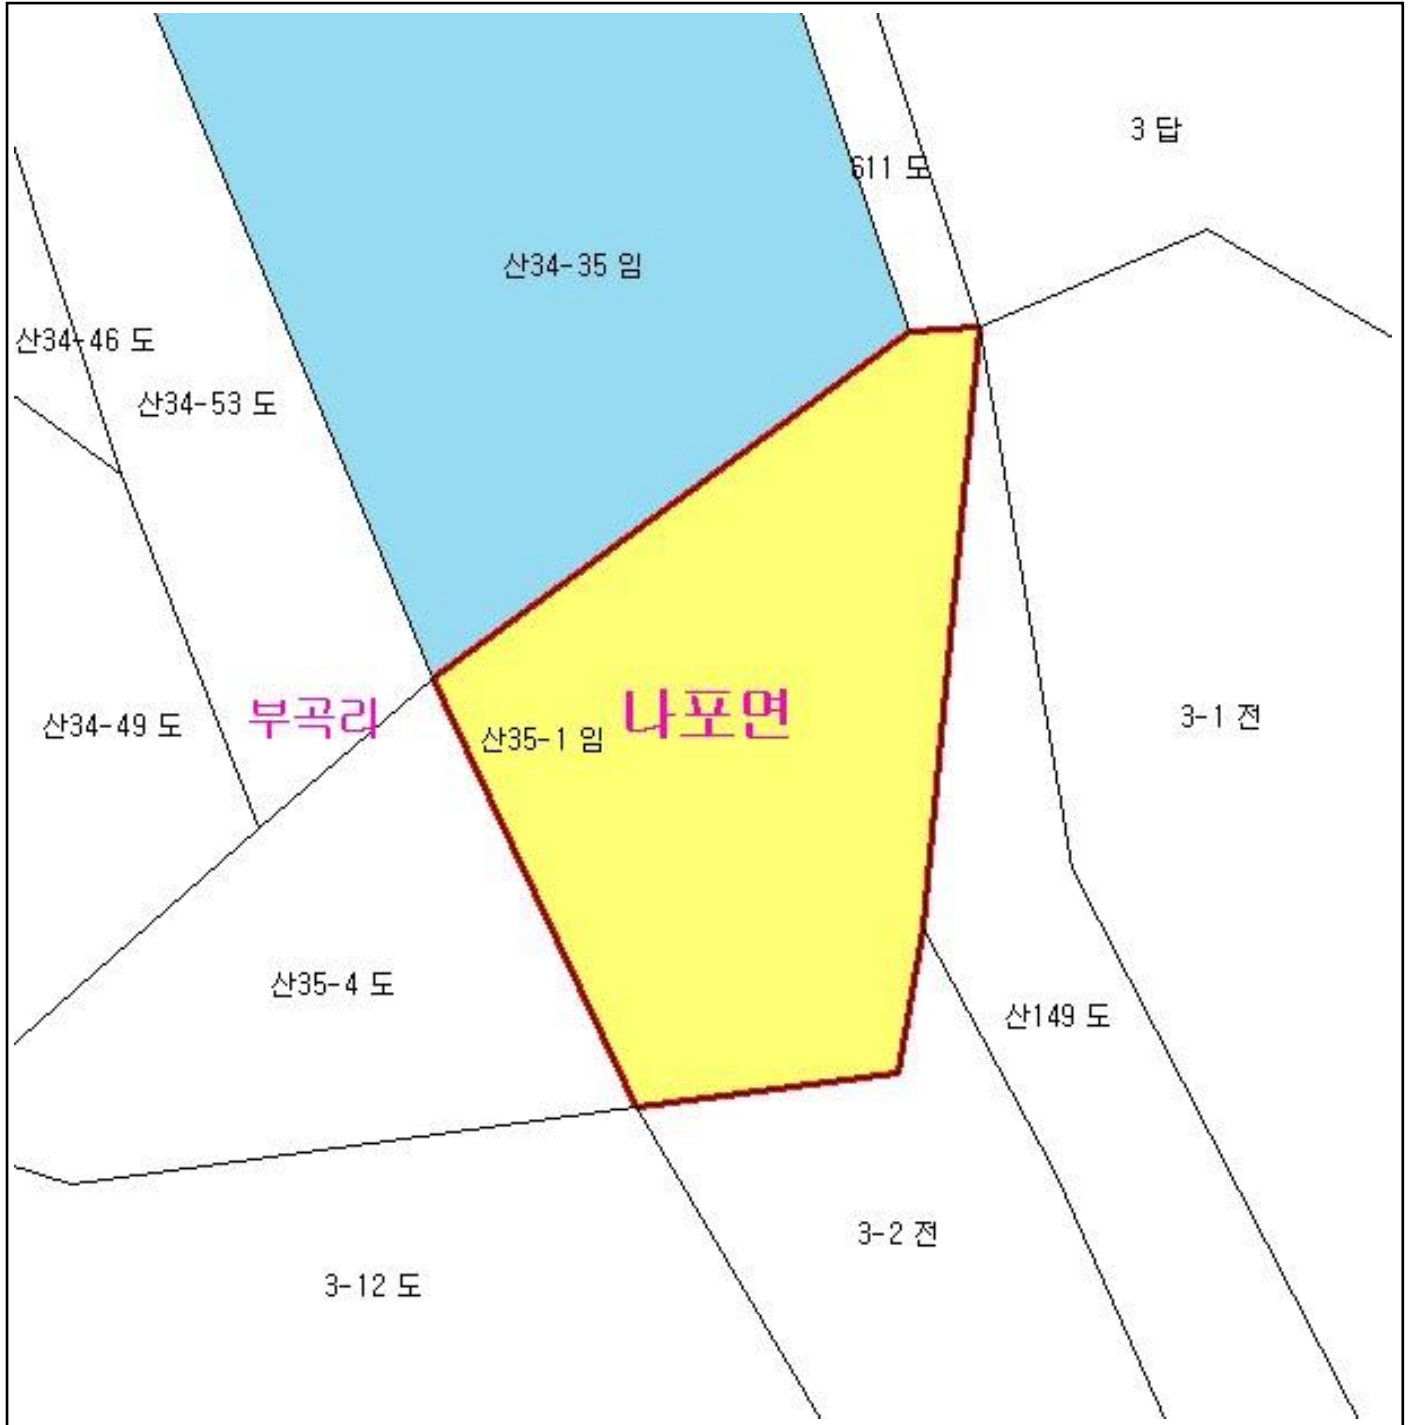 3 답
611 도
산34-35 임
산34-46 도
산34-53 도
부곡리
나포면
산34-49 도
산35-1 임
3-1 전
산35-4 도
산149 도
3-2 전
3-12 도